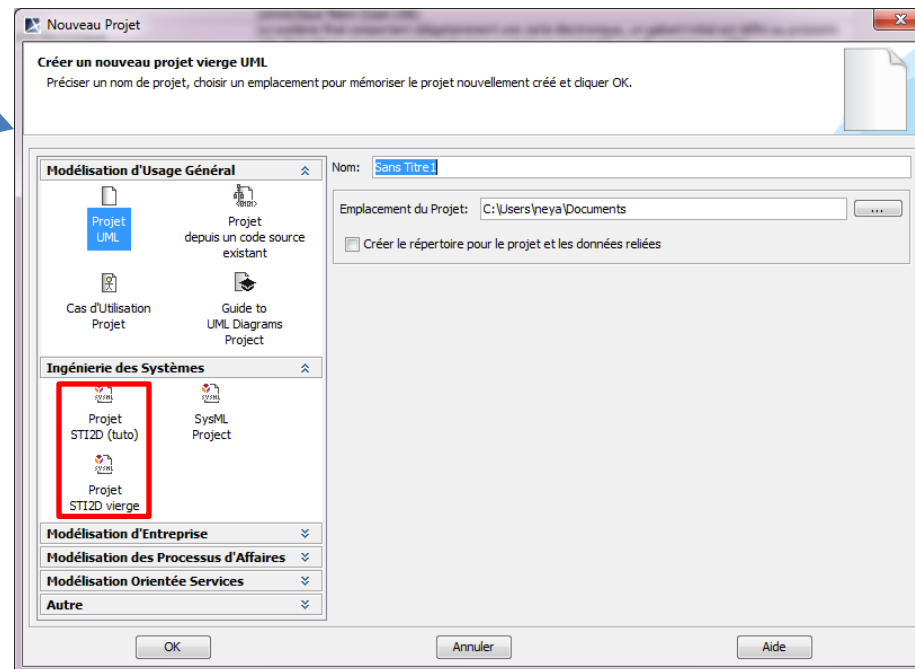 Nouveau Projet
Créer un nouveau projet vierge UML
Préciser un nom de projet, choisir un emplacement pour mémoriser le projet nouvellement créé et cliquer OK.
Modélisation d'Usage Général
Projet
UML
Projet
depuis un code source
existant
Cas d'Utilisation
Projet
Guide to
UML Diagrams
Project
Ingénierie des Systèmes
Projet
STI2D (tuto)
SysML
Project
Projet
STI2D vierge
Modélisation d'Entreprise
Modélisation des Processus d'Affaires
Modélisation Orientée Services
Autre
Nom: Sans Titre1
Emplacement du Projet: C:\Users\neya\Documents ...
Créer le répertoire pour le projet et les données reliées
OK Annuler Aide